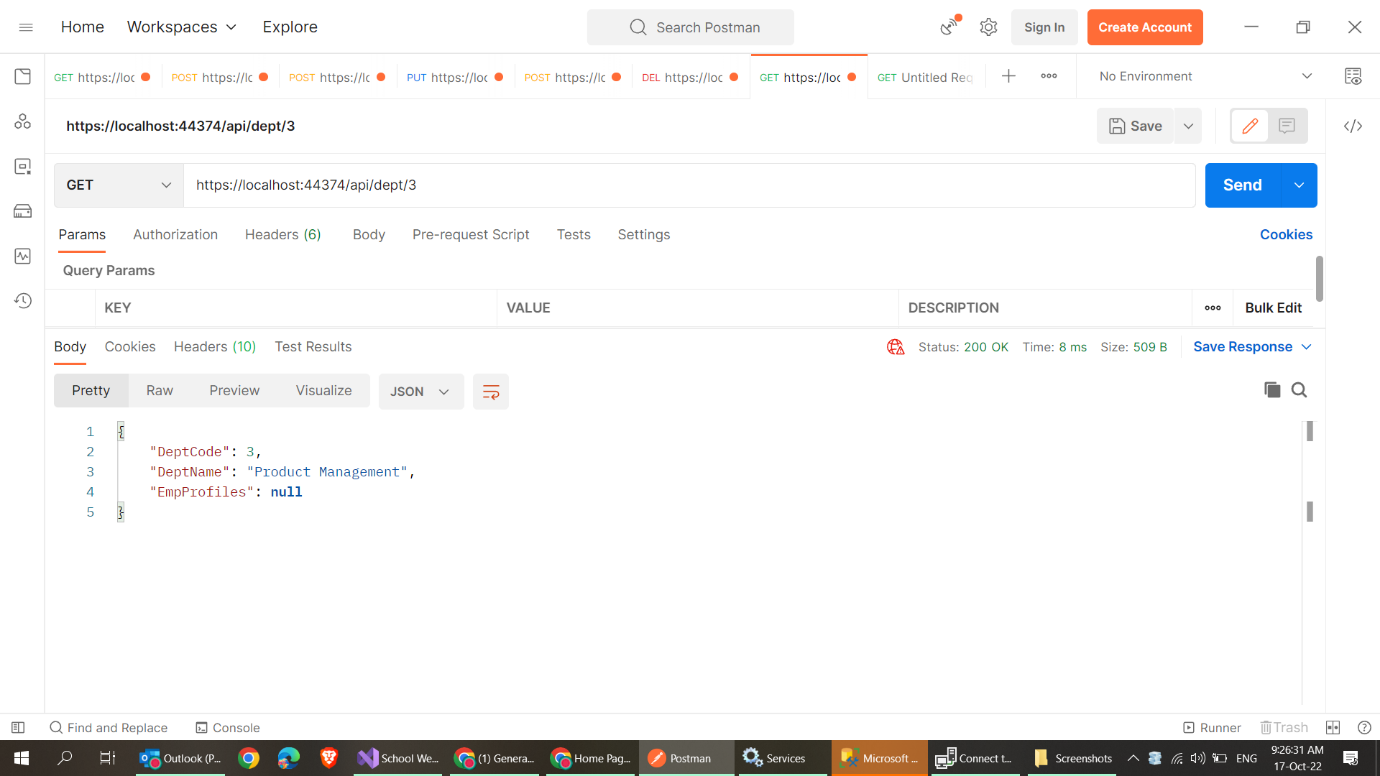 Home Workspaces Explore Search Postman Sign In Create Account
GET https://loc POST https://lc POST https://lc PUT https://loc POST https://lc DEL https://loc GET https://loc GET Untitled Req No Environment
https://localhost:44374/api/dept/3 Save
GET https://localhost:44374/api/dept/3 Send
Params Authorization Headers (6) Body Pre-request Script Tests Settings Cookies
Query Params
KEY VALUE DESCRIPTION Bulk Edit
Body Cookies Headers (10) Test Results Status: 200 OK Time: 8 ms Size: 509 B Save Response
Pretty Raw Preview Visualize JSON
1 {
2 "DeptCode": 3,
3 "DeptName": "Product Management",
4 "EmpProfiles": null
5 }
Find and Replace Console Runner Trash
Outlook (P... School We... (1) Genera... Home Pag... Postman Services Microsoft ... Connect t... Screenshots ENG 9:26:31 AM
17-Oct-22